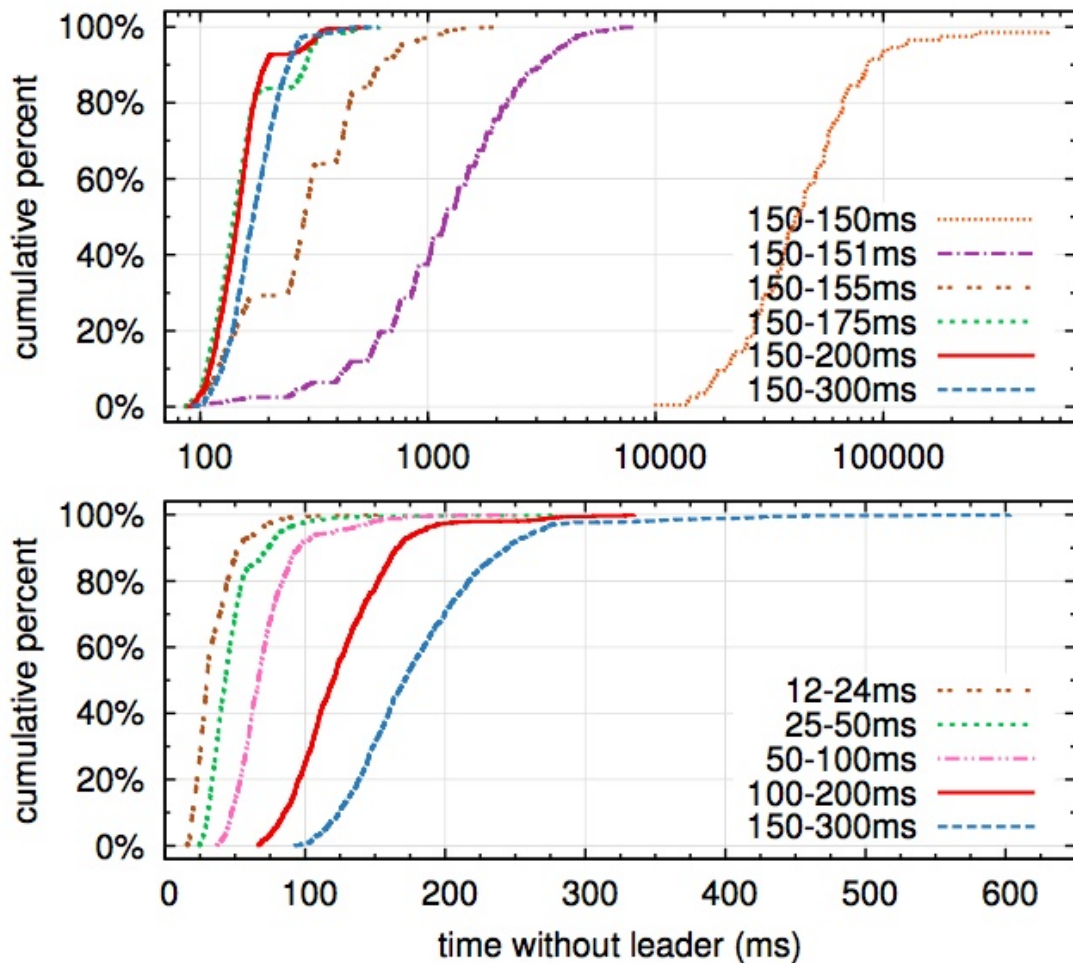 100%
80%
60%
40%
20%
0%
cumulative percent
150-150ms
150-151ms
150-155ms
150-175ms
150-200ms
150-300ms
100 1000 10000 100000
100%
80%
60%
40%
20%
0%
cumulative percent
12-24ms
25-50ms
50-100ms
100-200ms
150-300ms
0 100 200 300 400 500 600
time without leader (ms)